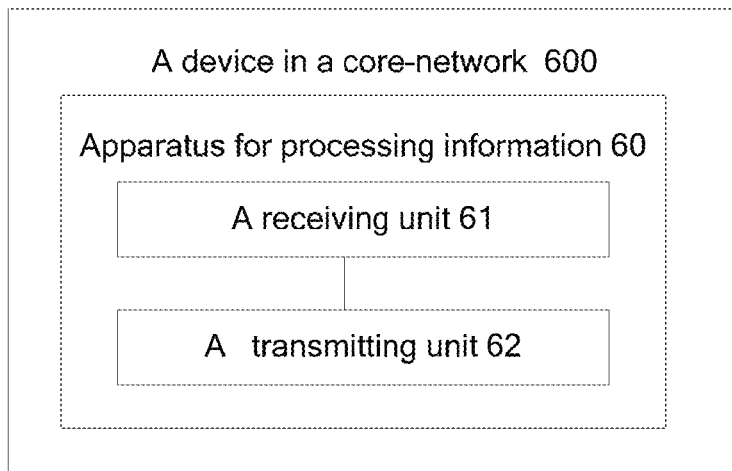 A device in a core-network 600
Apparatus for processing information 60
A receiving unit 61
A transmitting unit 62